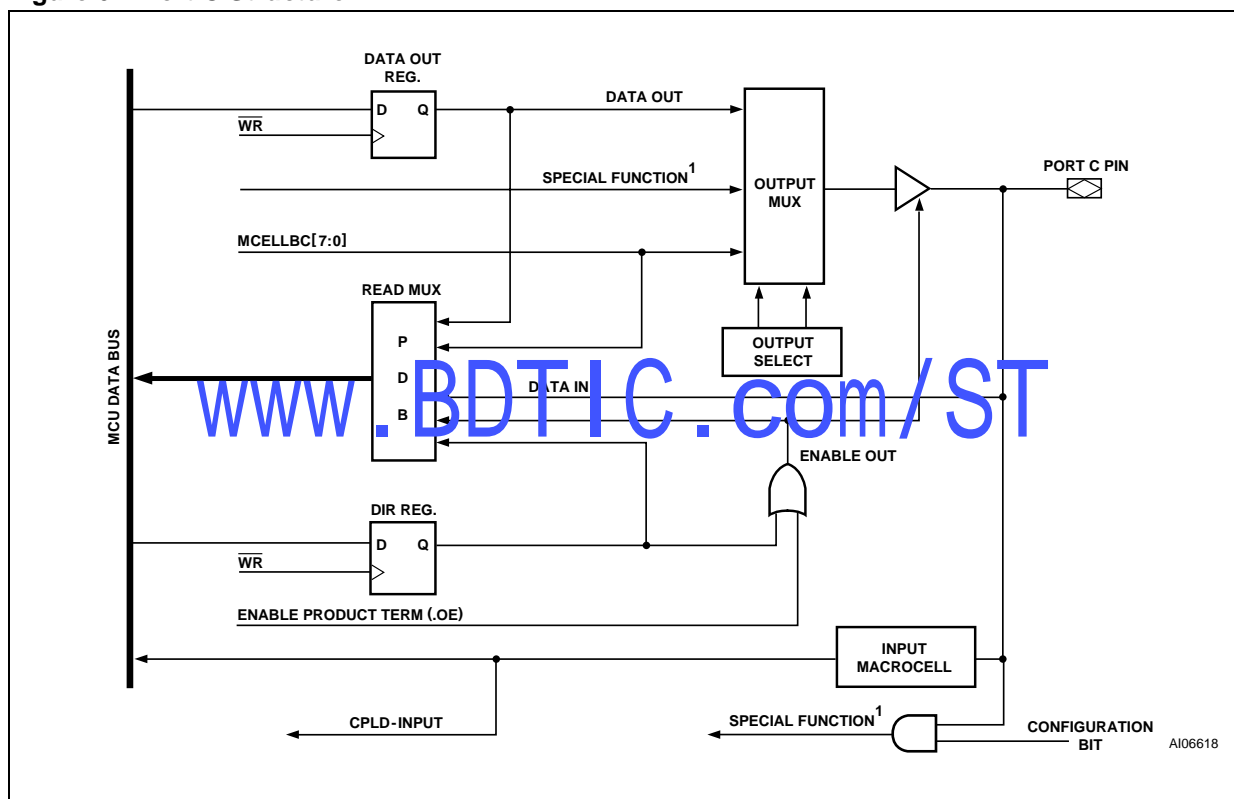 DATA OUT
REG.
D Q
WR
DATA OUT
SPECIAL FUNCTION1
MCELLBC[7:0]
OUTPUT
MUX
PORT C PIN
READ MUX
P
D
B
OUTPUT
SELECT
MCU DATA BUS
DATA IN
www.BDTIC.com/ST
ENABLE OUT
DIR REG.
D Q
WR
ENABLE PRODUCT TERM (.OE)
INPUT
MACROCELL
CPLD-INPUT
SPECIAL FUNCTION1
CONFIGURATION
BIT
AI06618